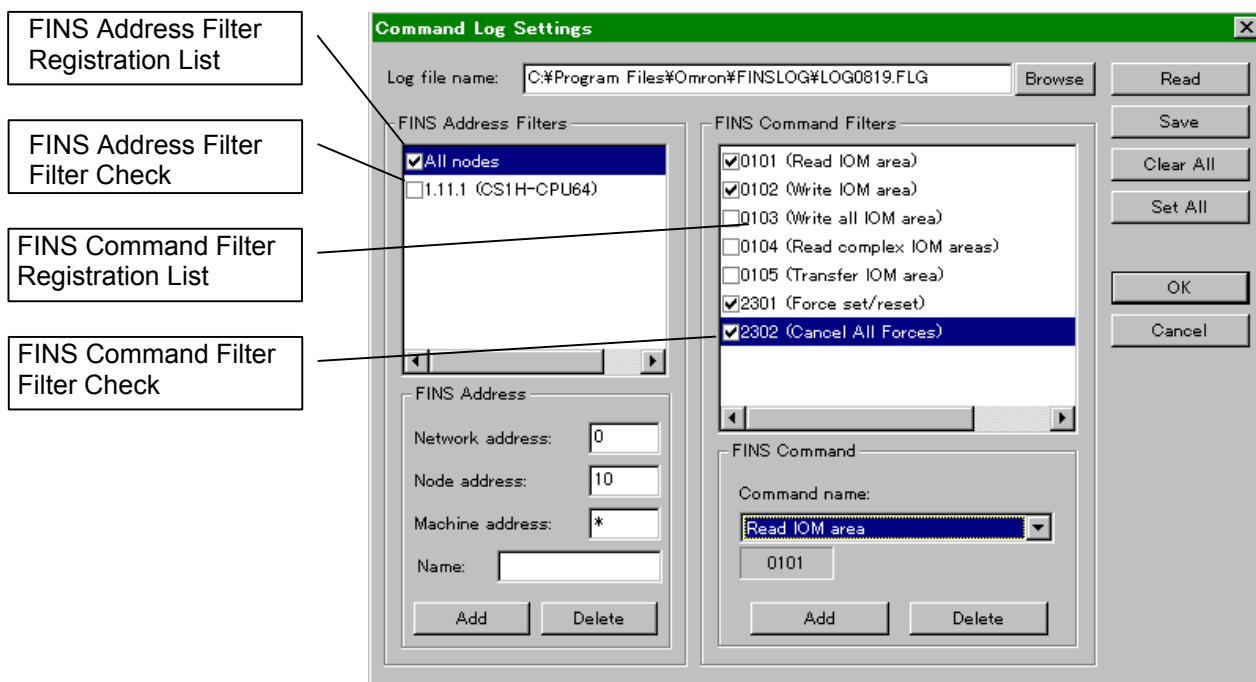 FINS Address Filter
Registration List
FINS Address Filter
Filter Check
FINS Command Filter
Registration List
FINS Command Filter
Filter Check
Command Log Settings
Log file name: C:¥Program Files¥Omron¥FINSLOG¥LOG0819.FLG Browse Read
FINS Address Filters
All nodes
1.11.1 (CS1H-CPU64)
FINS Address
Network address: 0
Node address: 10
Machine address: *
Name:
Add Delete
FINS Command Filters
0101 (Read IOM area)
0102 (Write IOM area)
0103 (Write all IOM area)
0104 (Read complex IOM areas)
0105 (Transfer IOM area)
2301 (Force set/reset)
2302 (Cancel All Forces)
FINS Command
Command name:
Read IOM area
0101
Add Delete
Save
Clear All
Set All
OK
Cancel